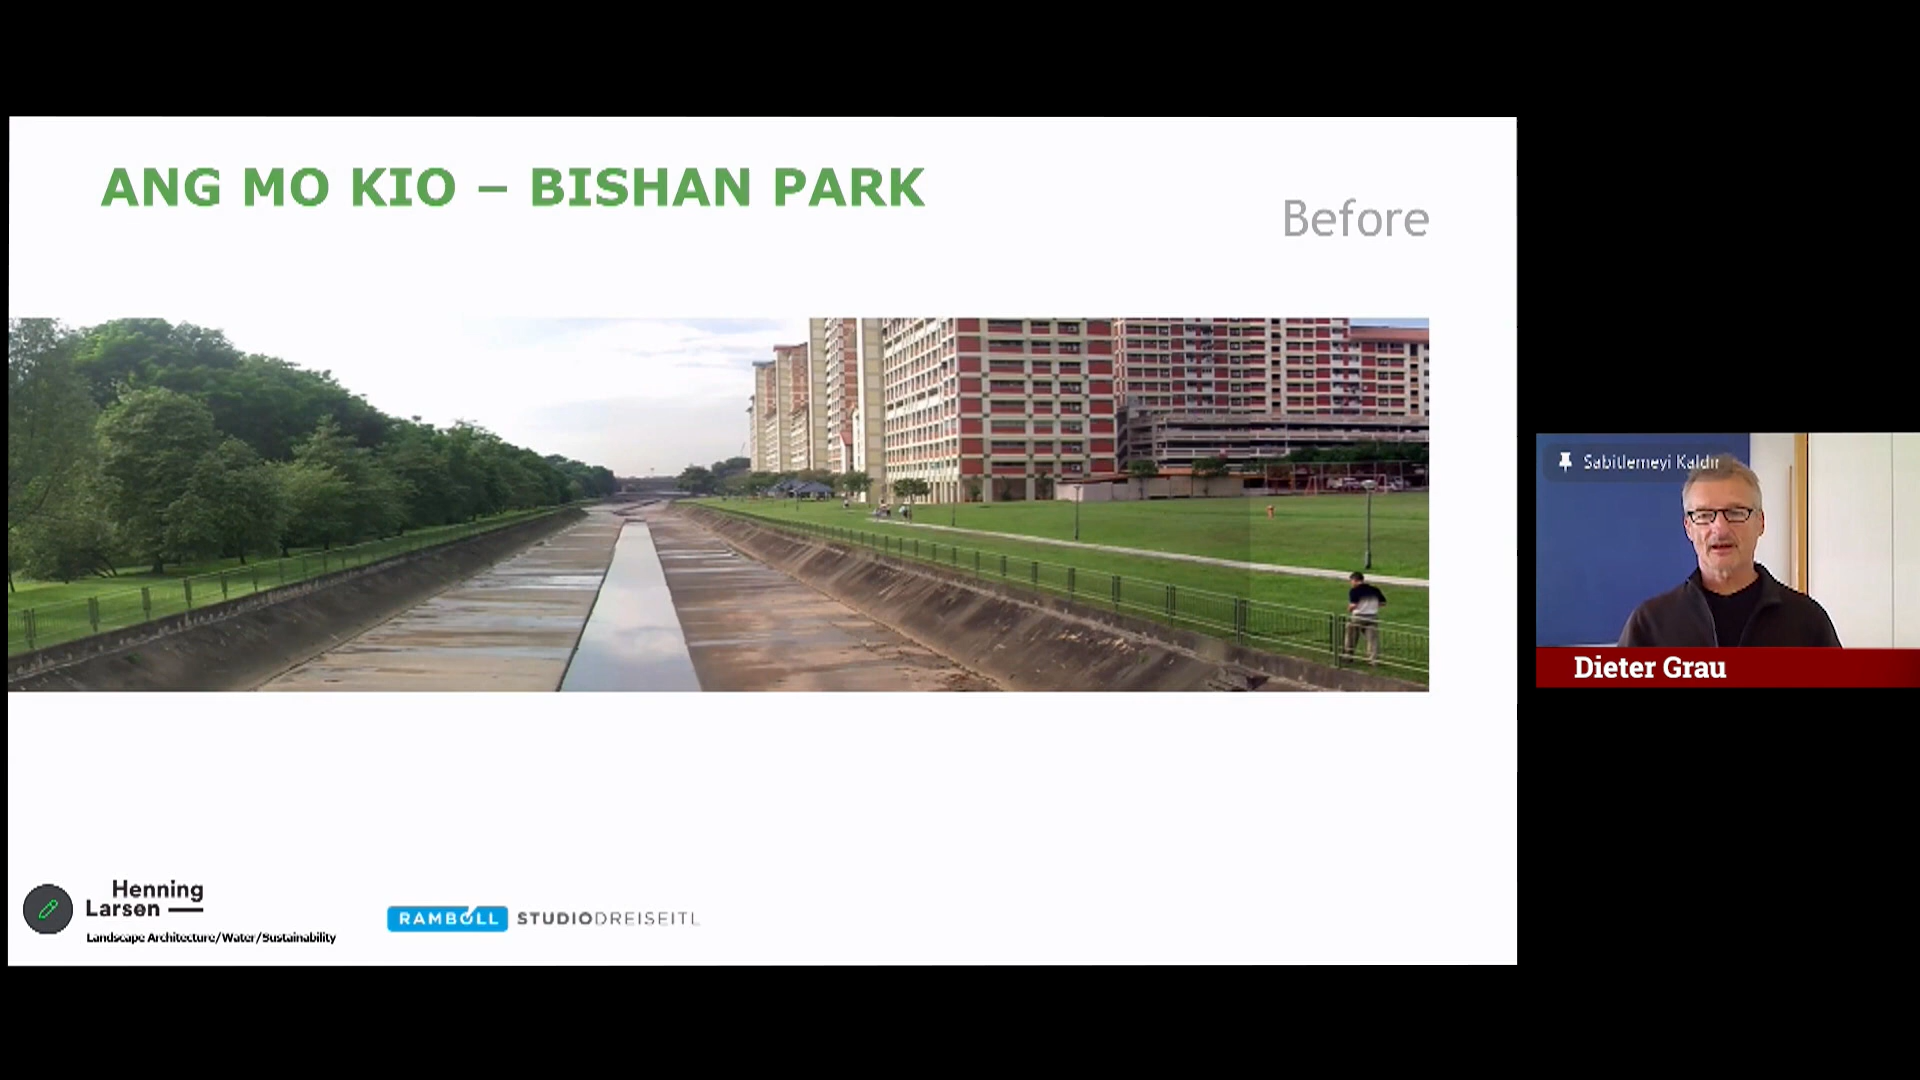 ANG MO KIO – BISHAN PARK
Before
Sabitlemeyi Kaldır
Dieter Grau
Henning
Larsen
Landscape Architecture/Water/Sustainability
RAMBOLL STUDIODREISEITL